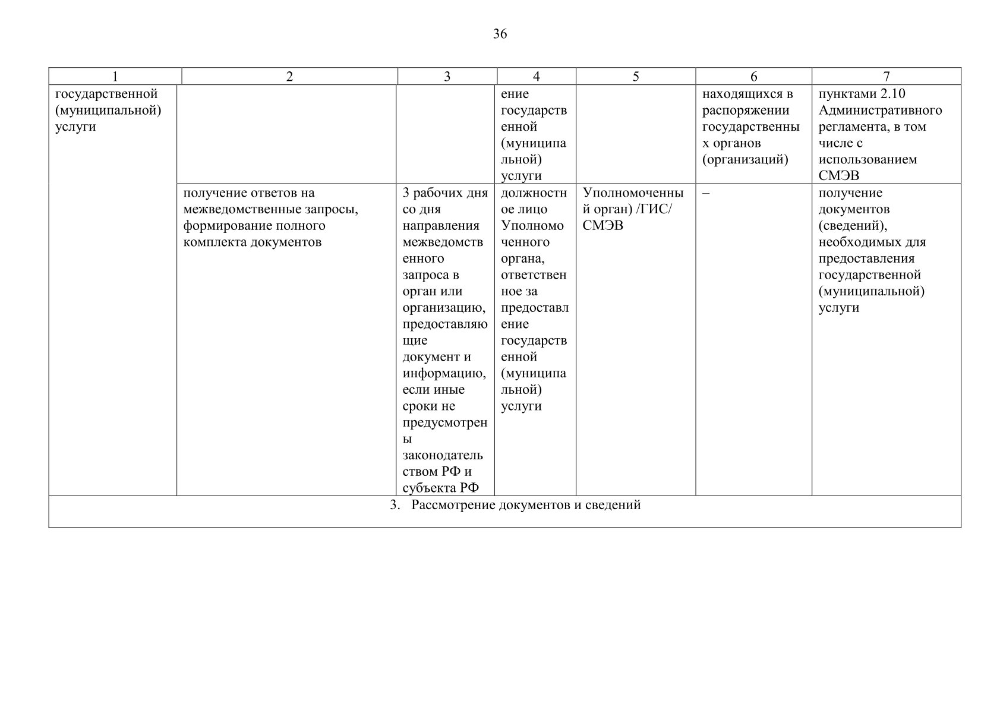 36
1
2
3
4
5
6
7
государственной
(муниципальной)
услуги
ение
государств
енной
(муниципа
льной)
услуги
находящихся в
распоряжении
государственны
х органов
(организаций)
пунктами 2.10
Административного
регламента, в том
числе с
использованием
СМЭВ
получение ответов на
межведомственные запросы,
формирование полного
комплекта документов
3 рабочих дня
со дня
направления
межведомств
енного
запроса в
орган или
организацию,
предоставляю
щие
документ и
информацию,
если иные
сроки не
предусмотрен
ы
законодатель
ством РФ и
субъекта РФ
должностн
ое лицо
Уполномо
ченного
органа,
ответствен
ное за
предоставл
ение
государств
енной
(муниципа
льной)
услуги
Уполномоченны
й орган) /ГИС/
СМЭВ
–
получение
документов
(сведений),
необходимых для
предоставления
государственной
(муниципальной)
услуги
3. Рассмотрение документов и сведений